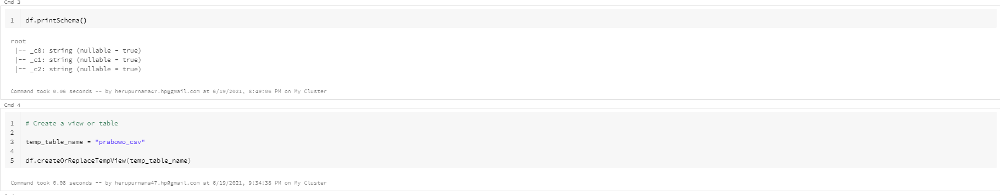 Cmd 3
1 df.printSchema()
root
|-- _c0: string (nullable = true)
|-- _c1: string (nullable = true)
|-- _c2: string (nullable = true)
Command took 0.06 seconds -- by herupurnama47.hp@gmail.com at 6/19/2021, 8:49:06 PM on My Cluster
Cmd 4
1 # Create a view or table
2
3 temp_table_name = "prabowo_csv"
4
5 df.createOrReplaceTempView(temp_table_name)
Command took 0.08 seconds -- by herupurnama47.hp@gmail.com at 6/19/2021, 9:34:38 PM on My Cluster